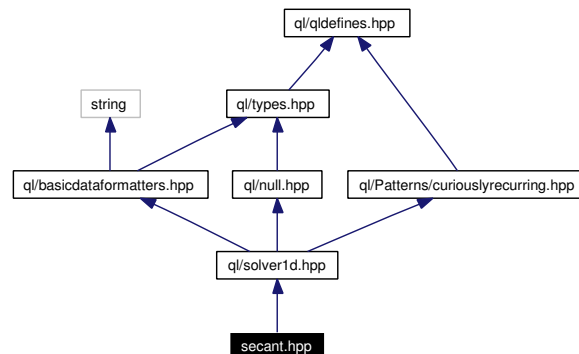 ql/qldefines.hpp
string
ql/types.hpp
ql/basicdataformatters.hpp
ql/null.hpp
ql/Patterns/curiouslyrecurring.hpp
ql/solver1d.hpp
secant.hpp